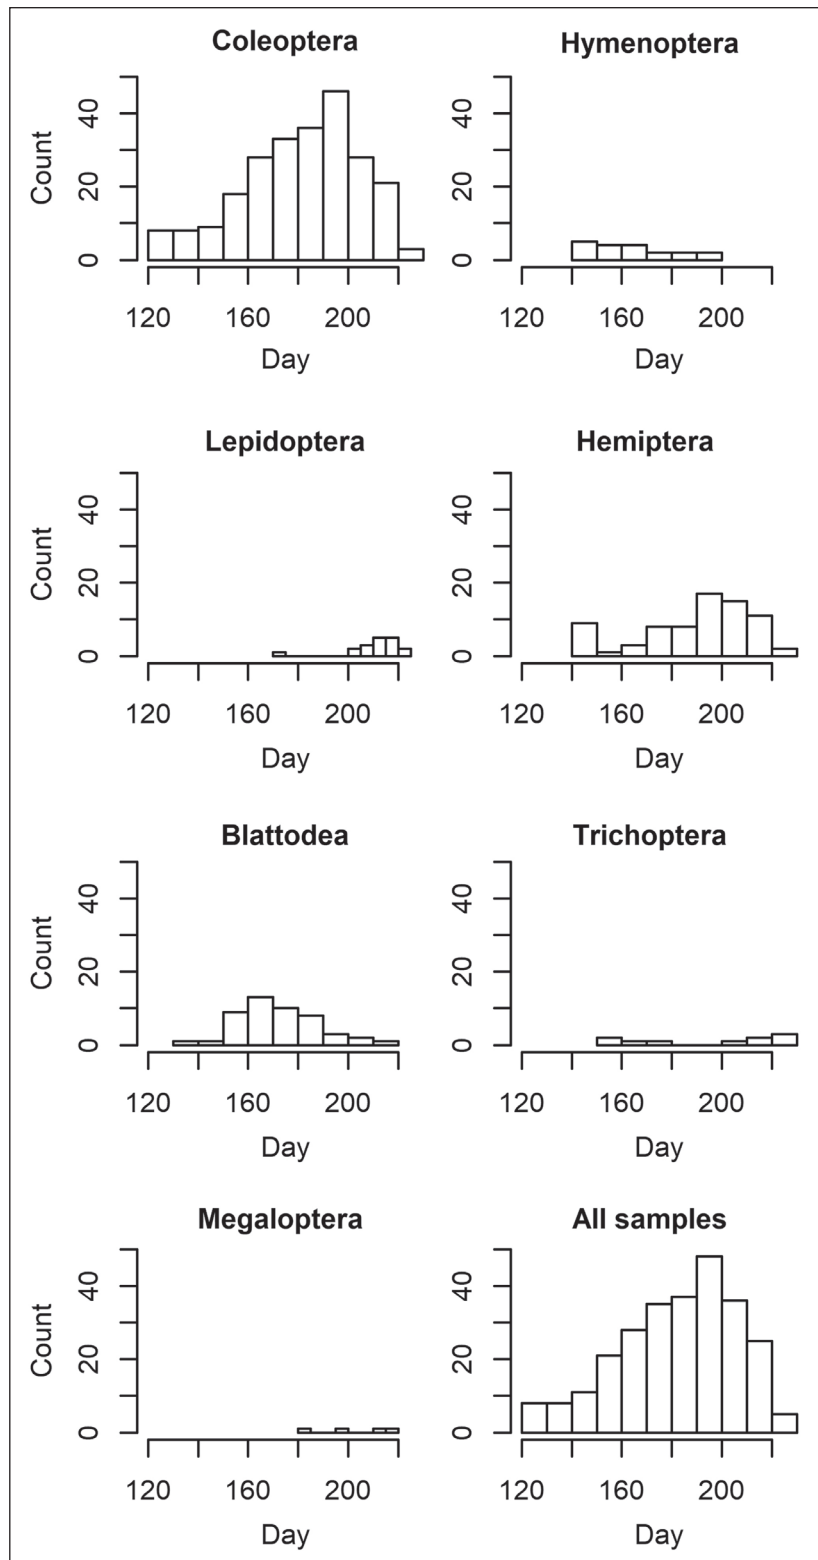 Coleoptera
Hymenoptera
Count
0 20 40
0 20 40
120 160 200
120 160 200
Day
Day
Lepidoptera
Hemiptera
Count
0 20 40
0 20 40
120 160 200
120 160 200
Day
Day
Blattodea
Trichoptera
Count
0 20 40
0 20 40
120 160 200
120 160 200
Day
Day
Megaloptera
All samples
Count
0 20 40
0 20 40
120 160 200
120 160 200
Day
Day